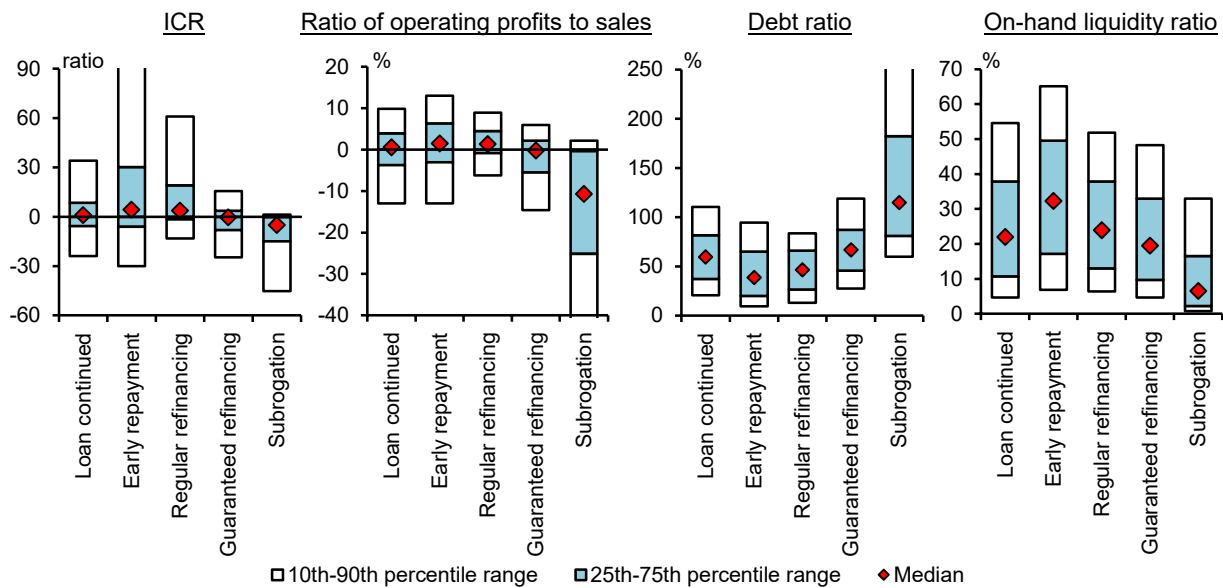 ICR
Ratio of operating profits to sales
Debt ratio
On-hand liquidity ratio
ratio
90
60
30
0
-30
-60
Loan continued
Early repayment
Regular refinancing
Guaranteed refinancing
Subrogation
%
20
10
0
-10
-20
-30
-40
Loan continued
Early repayment
Regular refinancing
Guaranteed refinancing
Subrogation
%
250
200
150
100
50
0
Loan continued
Early repayment
Regular refinancing
Guaranteed refinancing
Subrogation
%
70
60
50
40
30
20
10
0
Loan continued
Early repayment
Regular refinancing
Guaranteed refinancing
Subrogation
10th-90th percentile range
25th-75th percentile range
Median